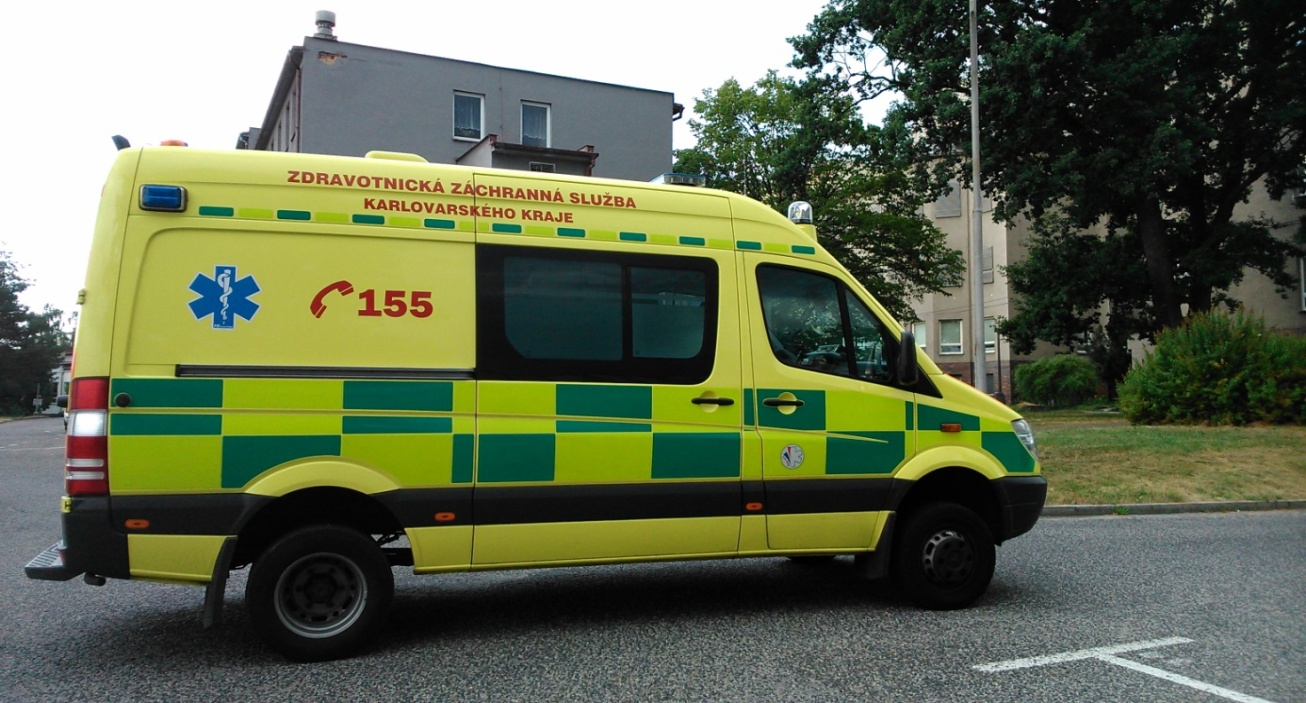 ZDRAVOTNICKÁ ZÁCHRANNÁ SLUŽBA
KARLOVARSKÉHO KRAJE
155